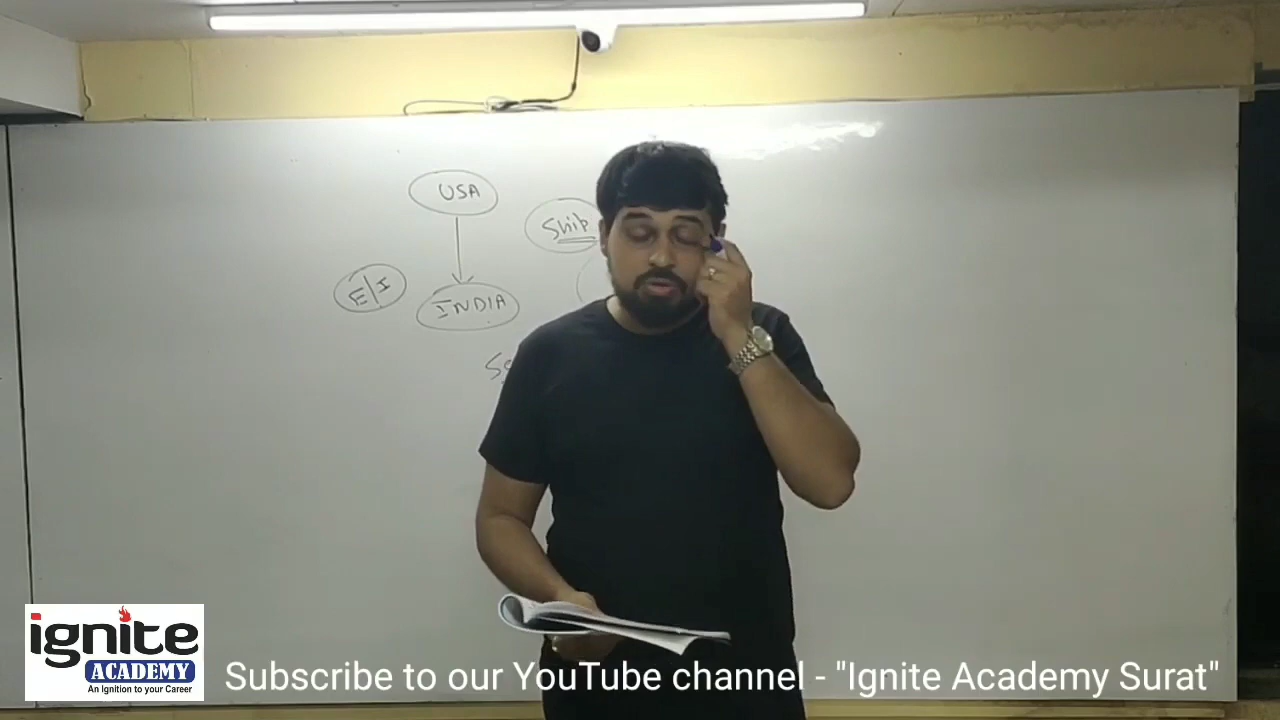 USA
Ship
E/I
INDIA
ignite
ACADEMY
An Ignition to your Career
Subscribe to our YouTube channel - "Ignite Academy Surat"